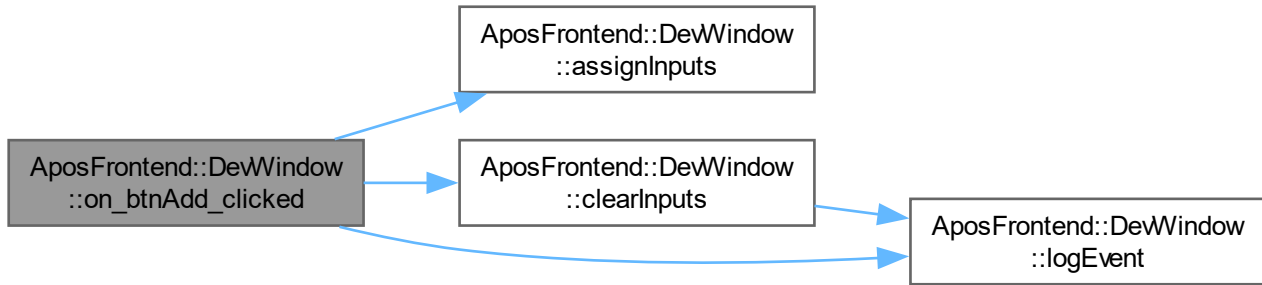 AposFrontend::DevWindow
::assignInputs
AposFrontend::DevWindow
::on_btnAdd_clicked
AposFrontend::DevWindow
::clearInputs
AposFrontend::DevWindow
::logEvent